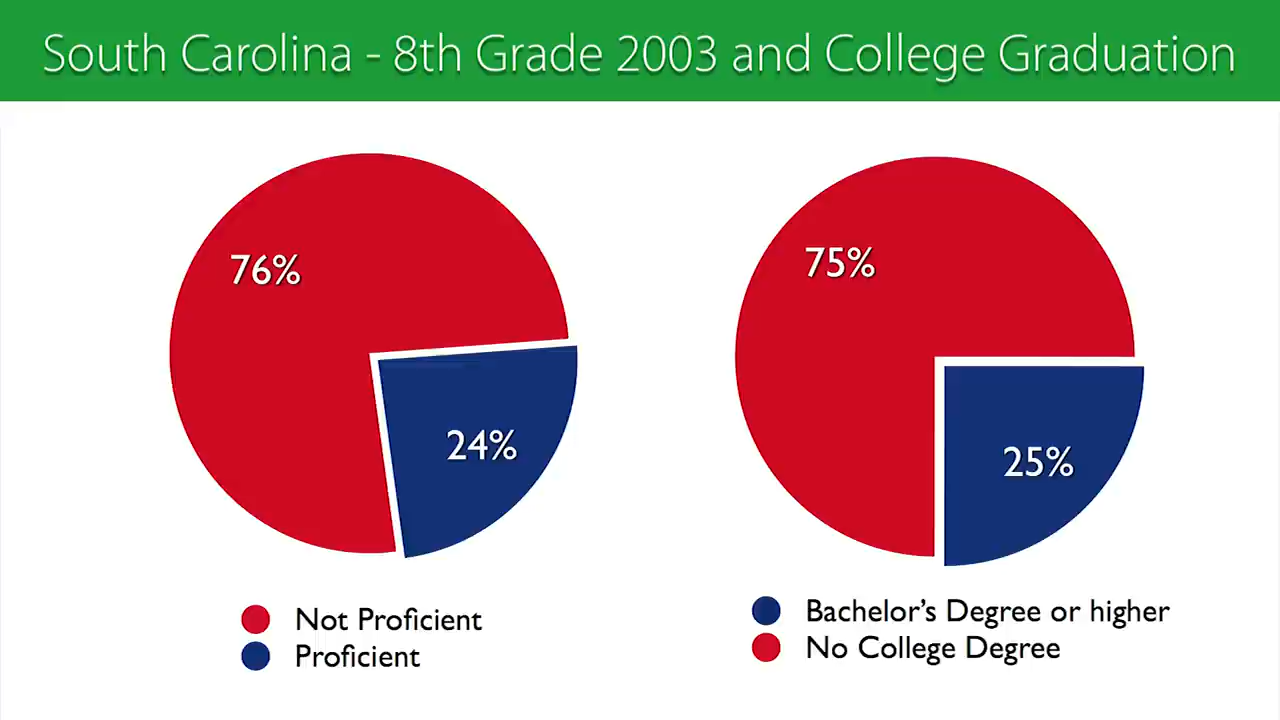 South Carolina - 8th Grade 2003 and College Graduation
76%
24%
Not Proficient
Proficient
75%
25%
Bachelor's Degree or higher
No College Degree